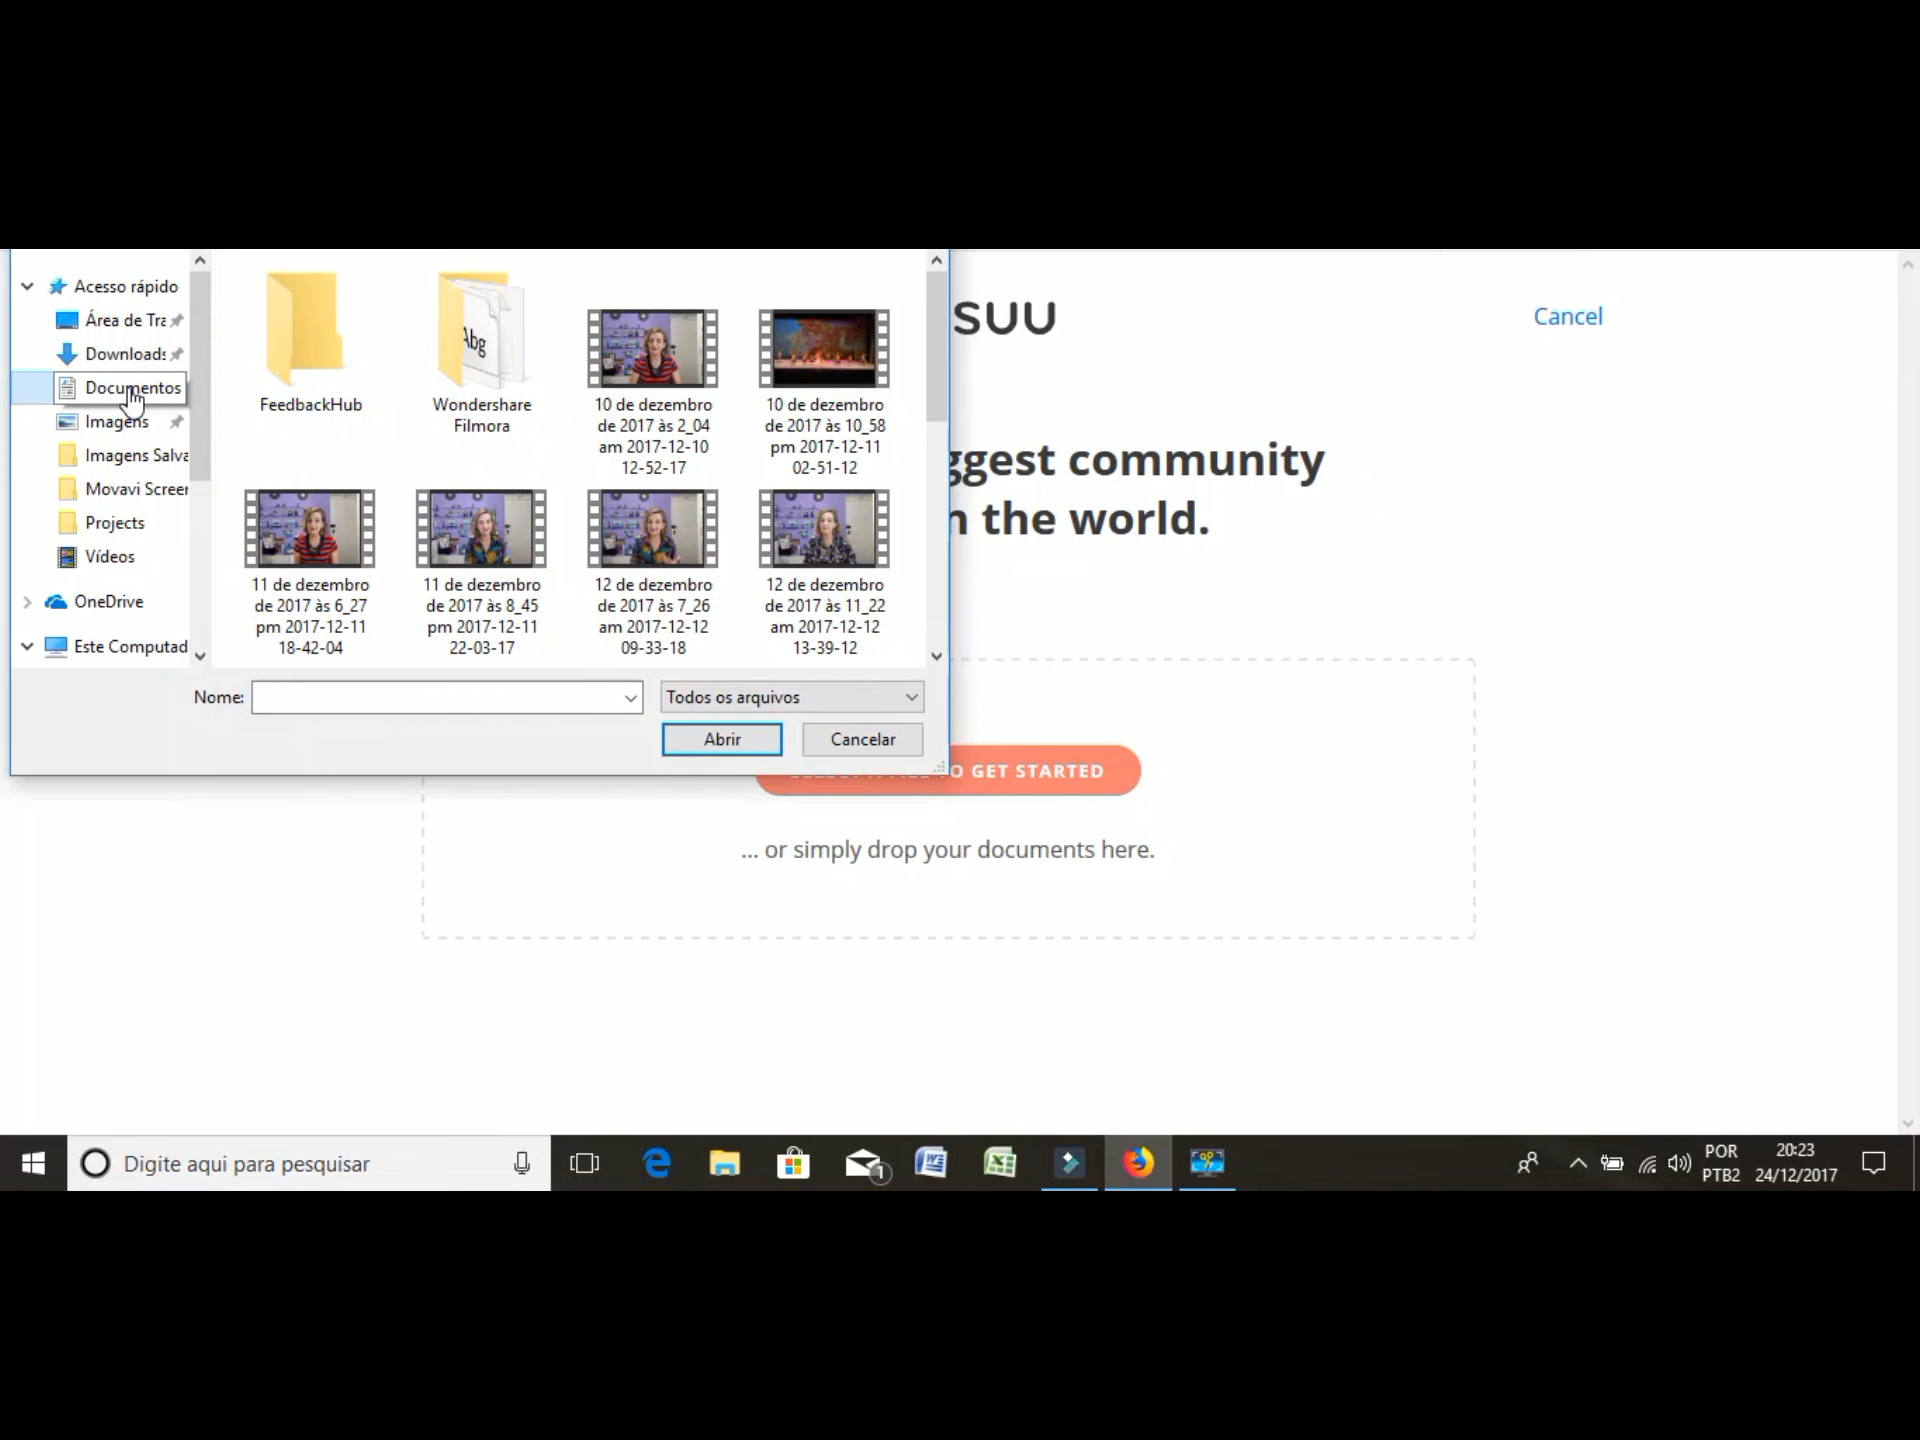 Acesso rápido
Área de Tra
Downloads
Documentos
Imagens
Imagens Salva
Movavi Screen
Projects
Vídeos
OneDrive
Este Computad
FeedbackHub
Abg
Wondershare
Filmora
10 de dezembro
de 2017 às 2_04
am 2017-12-10
12-52-17
10 de dezembro
de 2017 às 10_58
pm 2017-12-11
02-51-12
11 de dezembro
de 2017 às 6_27
pm 2017-12-11
18-42-04
11 de dezembro
de 2017 às 8_45
pm 2017-12-11
22-03-17
12 de dezembro
de 2017 às 7_26
am 2017-12-12
09-33-18
12 de dezembro
de 2017 às 11_22
am 2017-12-12
13-39-12
Nome:
Todos os arquivos
Abrir
Cancelar
suu
Cancel
ggest community
n the world.
O GET STARTED
... or simply drop your documents here.
Digite aqui para pesquisar
1
POR
PTB2
20:23
24/12/2017